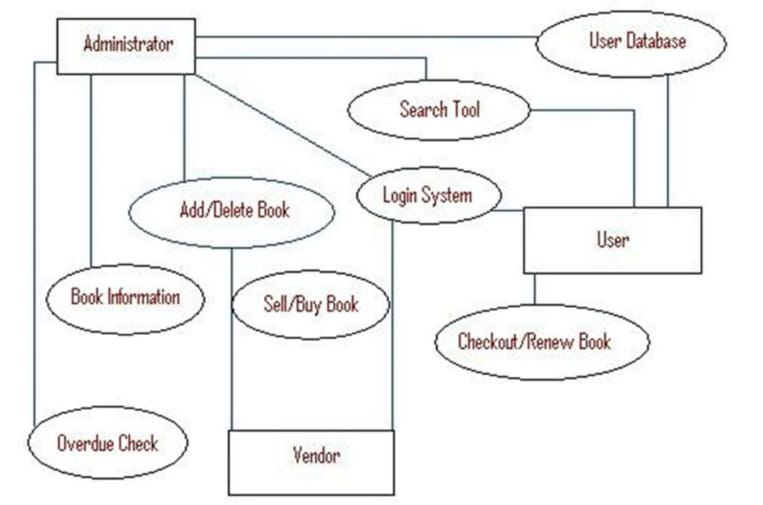 Administrator
User Database
Search Tool
Login System
Add/Delete Book
User
Book Information
Sell/Buy Book
Checkout/Renew Book
Overdue Check
Vendor